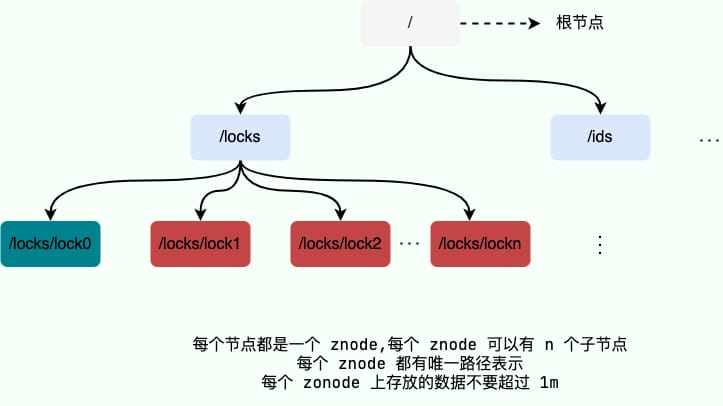 /
根节点
/locks
/ids
...
/locks/lock0
/locks/lock1
/locks/lock2
...
/locks/lockn
⋮
每个节点都是一个 znode,每个 znode 可以有 n 个子节点
每个 znode 都有唯一路径表示
每个 zonode 上存放的数据不要超过 1m